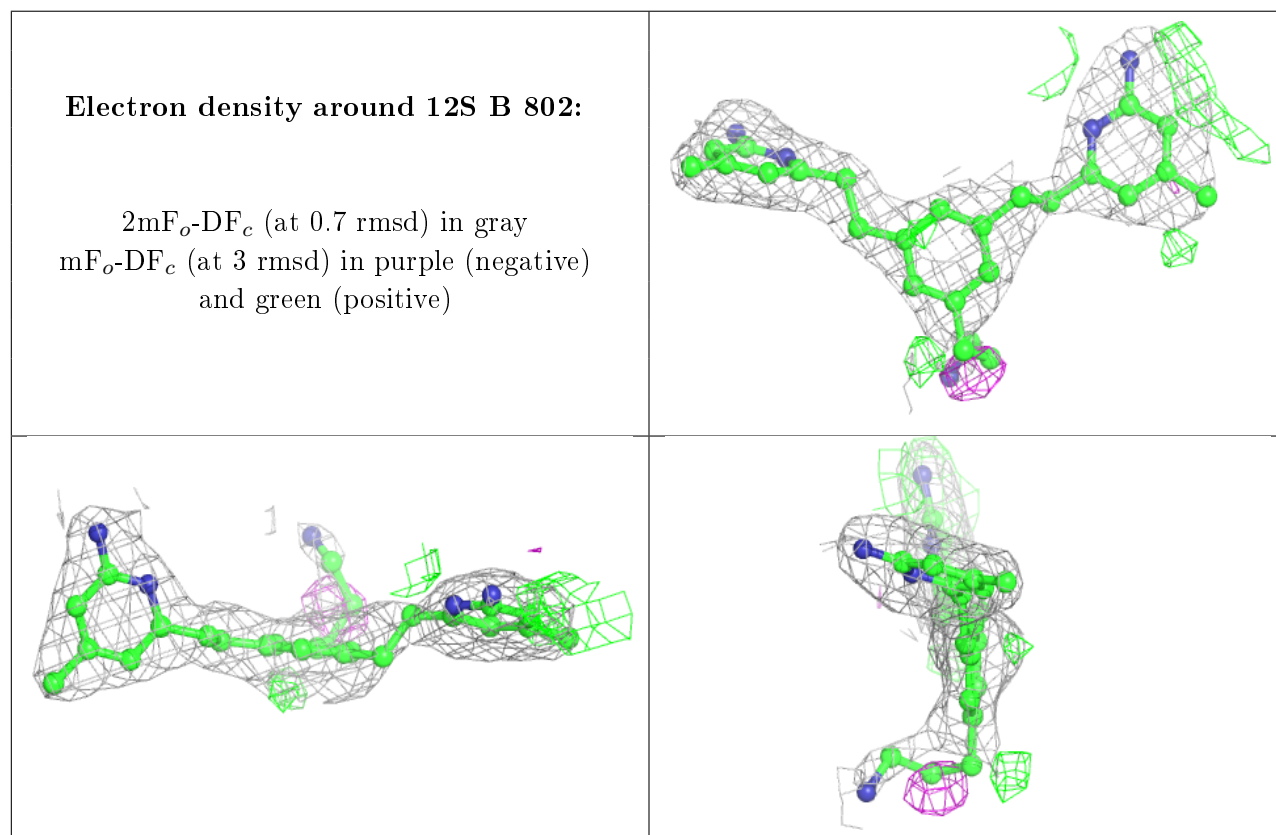 Electron density around 12S B 802:
2mFₒ-DF𝒸 (at 0.7 rmsd) in gray
mFₒ-DF𝒸 (at 3 rmsd) in purple (negative)
and green (positive)